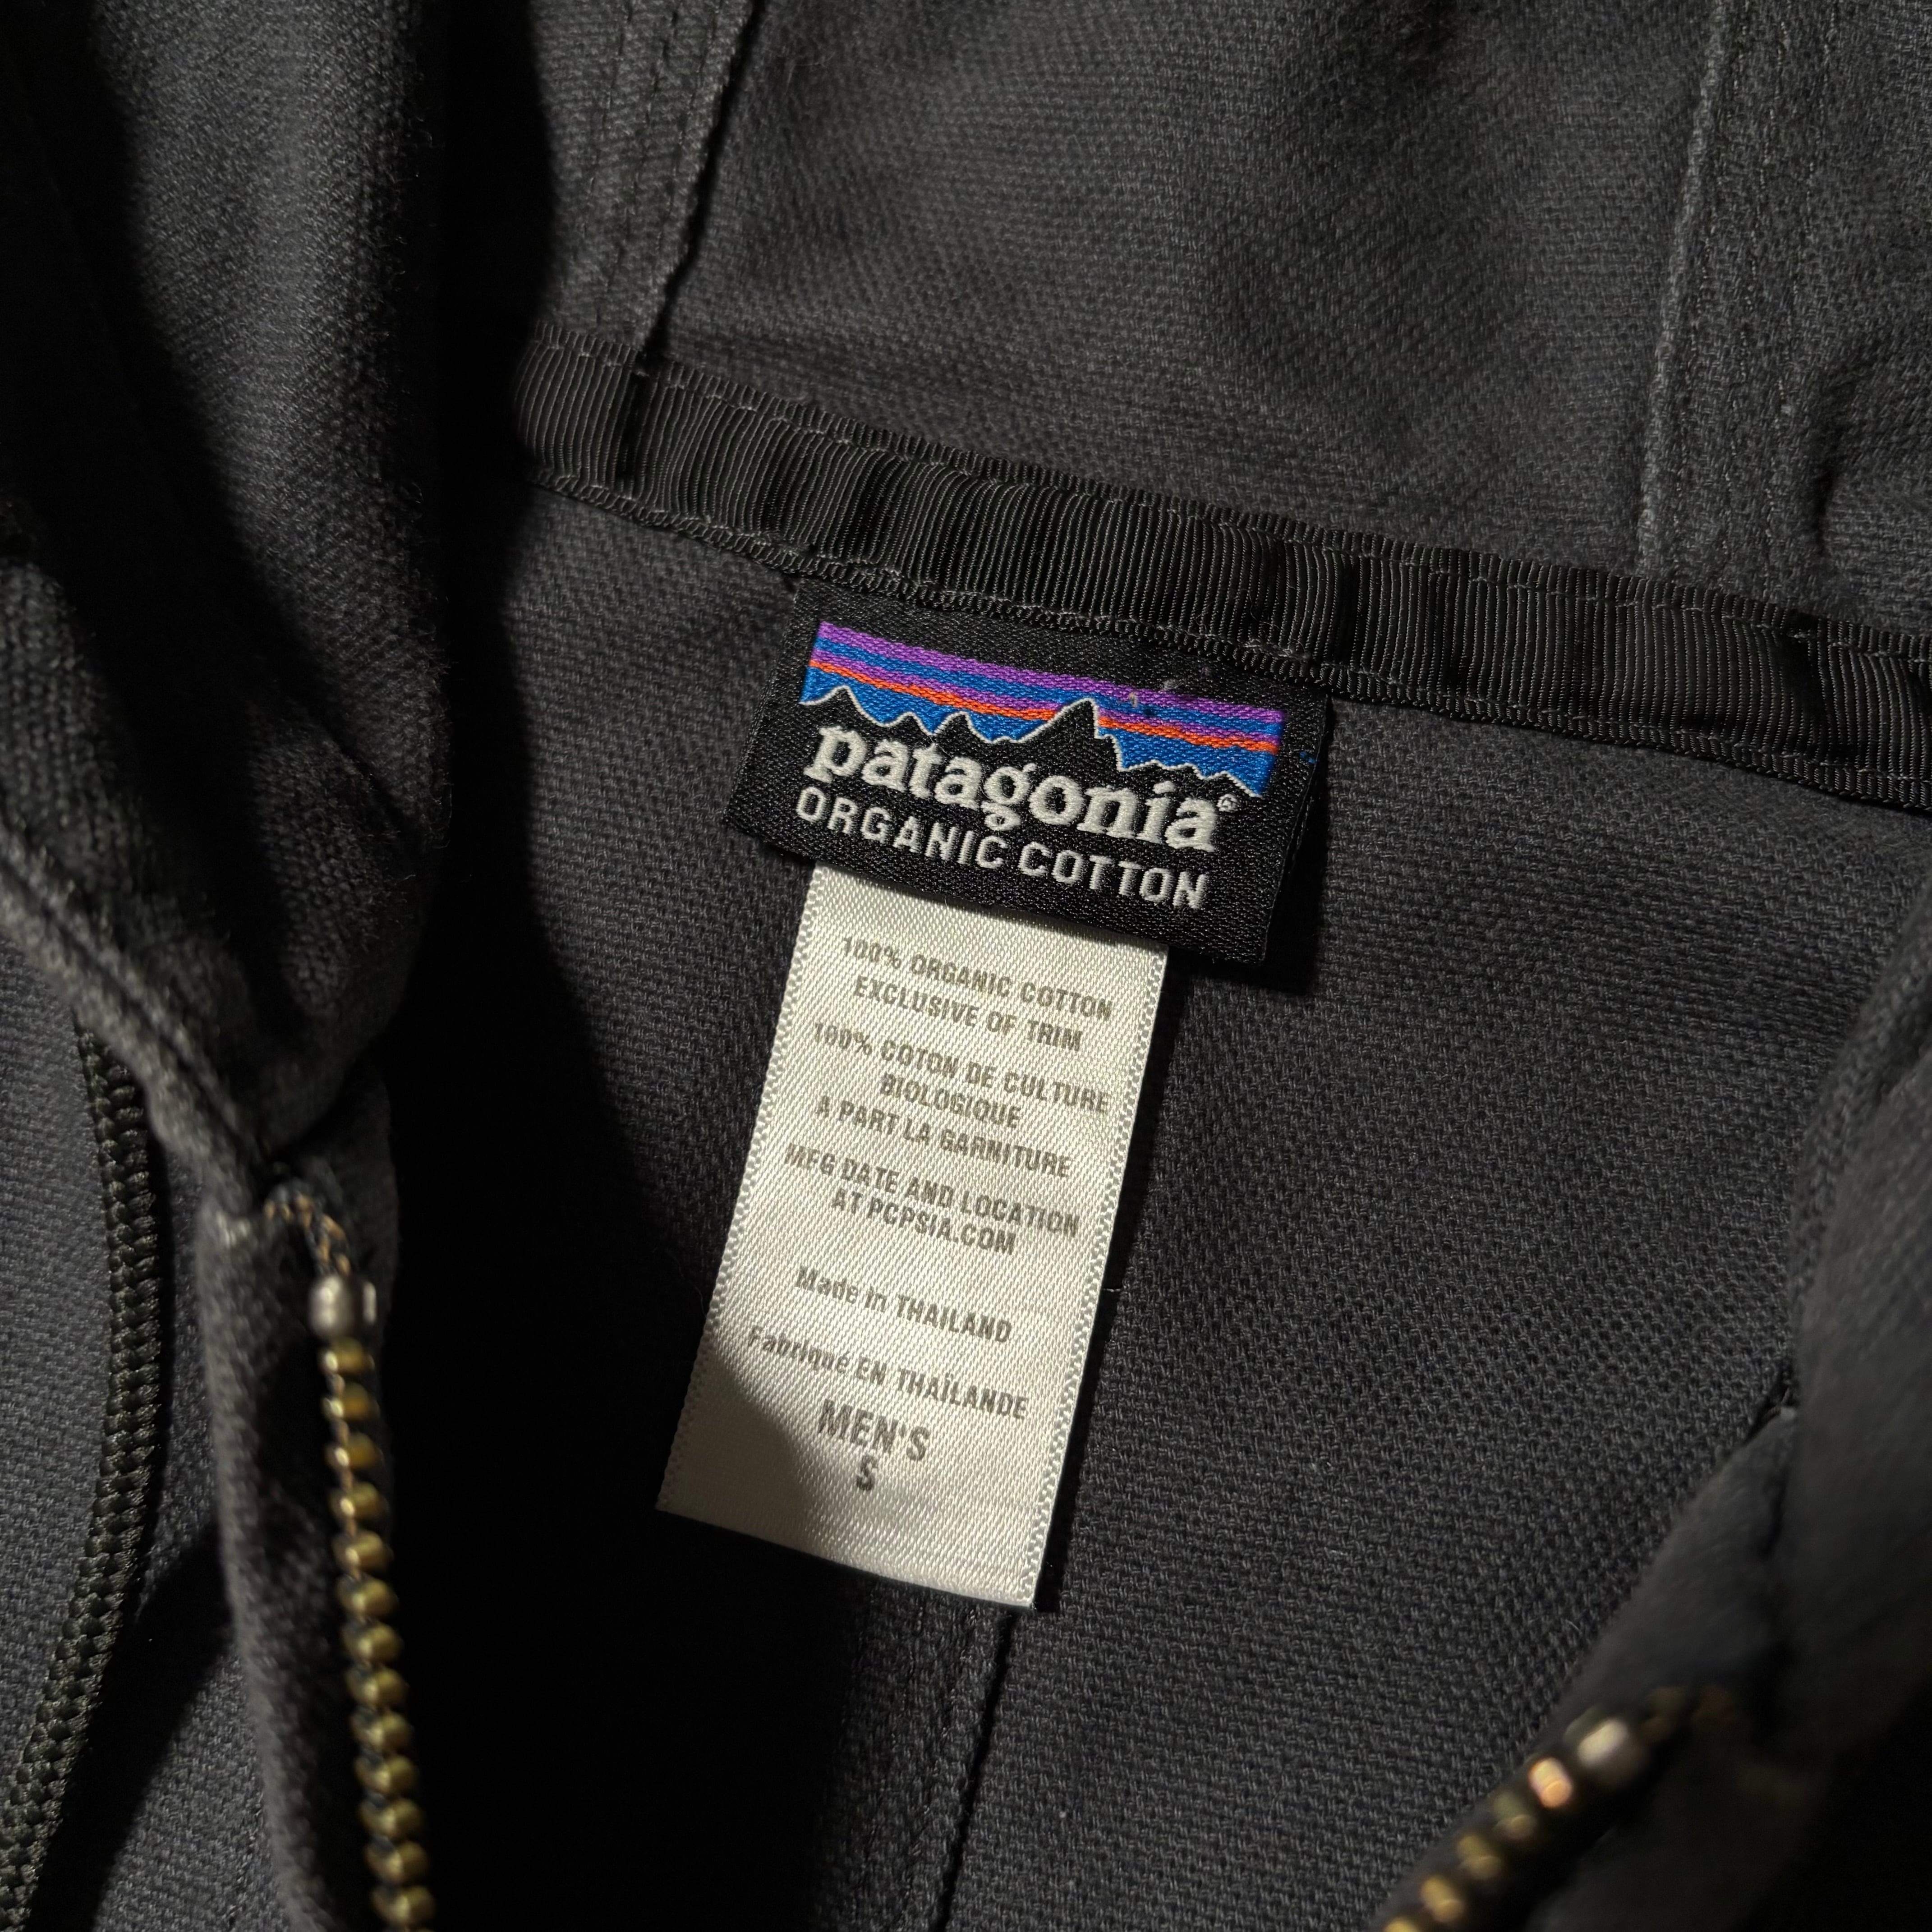 patagonia®
ORGANIC COTTON
100% ORGANIC COTTON
EXCLUSIVE OF TRIM
100% COTON DE CULTURE
BIOLOGIQUE
A PART LA GARNITURE
MFG DATE AND LOCATION
AT PCPSIA.COM
Made in THAILAND
Fabriqué EN THAÏLANDE
MEN'S
S